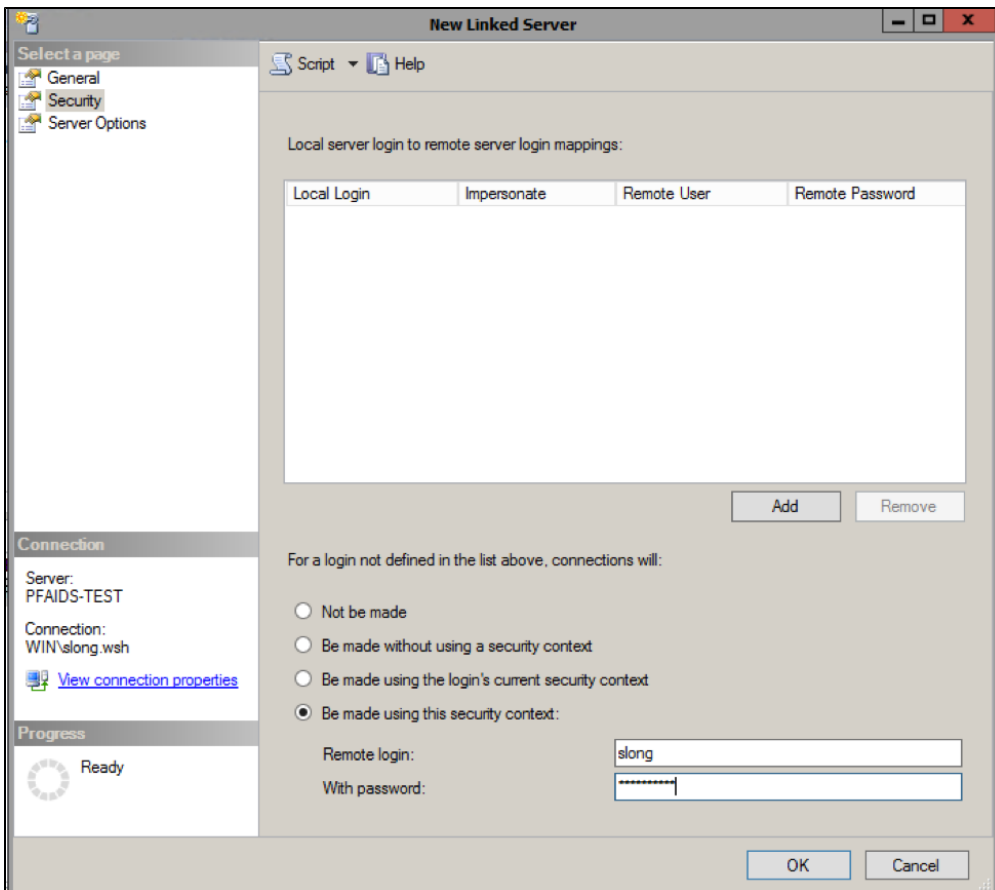 New Linked Server
Select a page
General
Security
Server Options
Script Help
Local server login to remote server login mappings:
Local Login Impersonate Remote User Remote Password
Add Remove
Connection
Server:
PFAIDS-TEST
Connection:
WIN\slong.wsh
View connection properties
Progress
Ready
For a login not defined in the list above, connections will:
Not be made
Be made without using a security context
Be made using the login's current security context
Be made using this security context:
Remote login: slong
With password: **********
OK Cancel